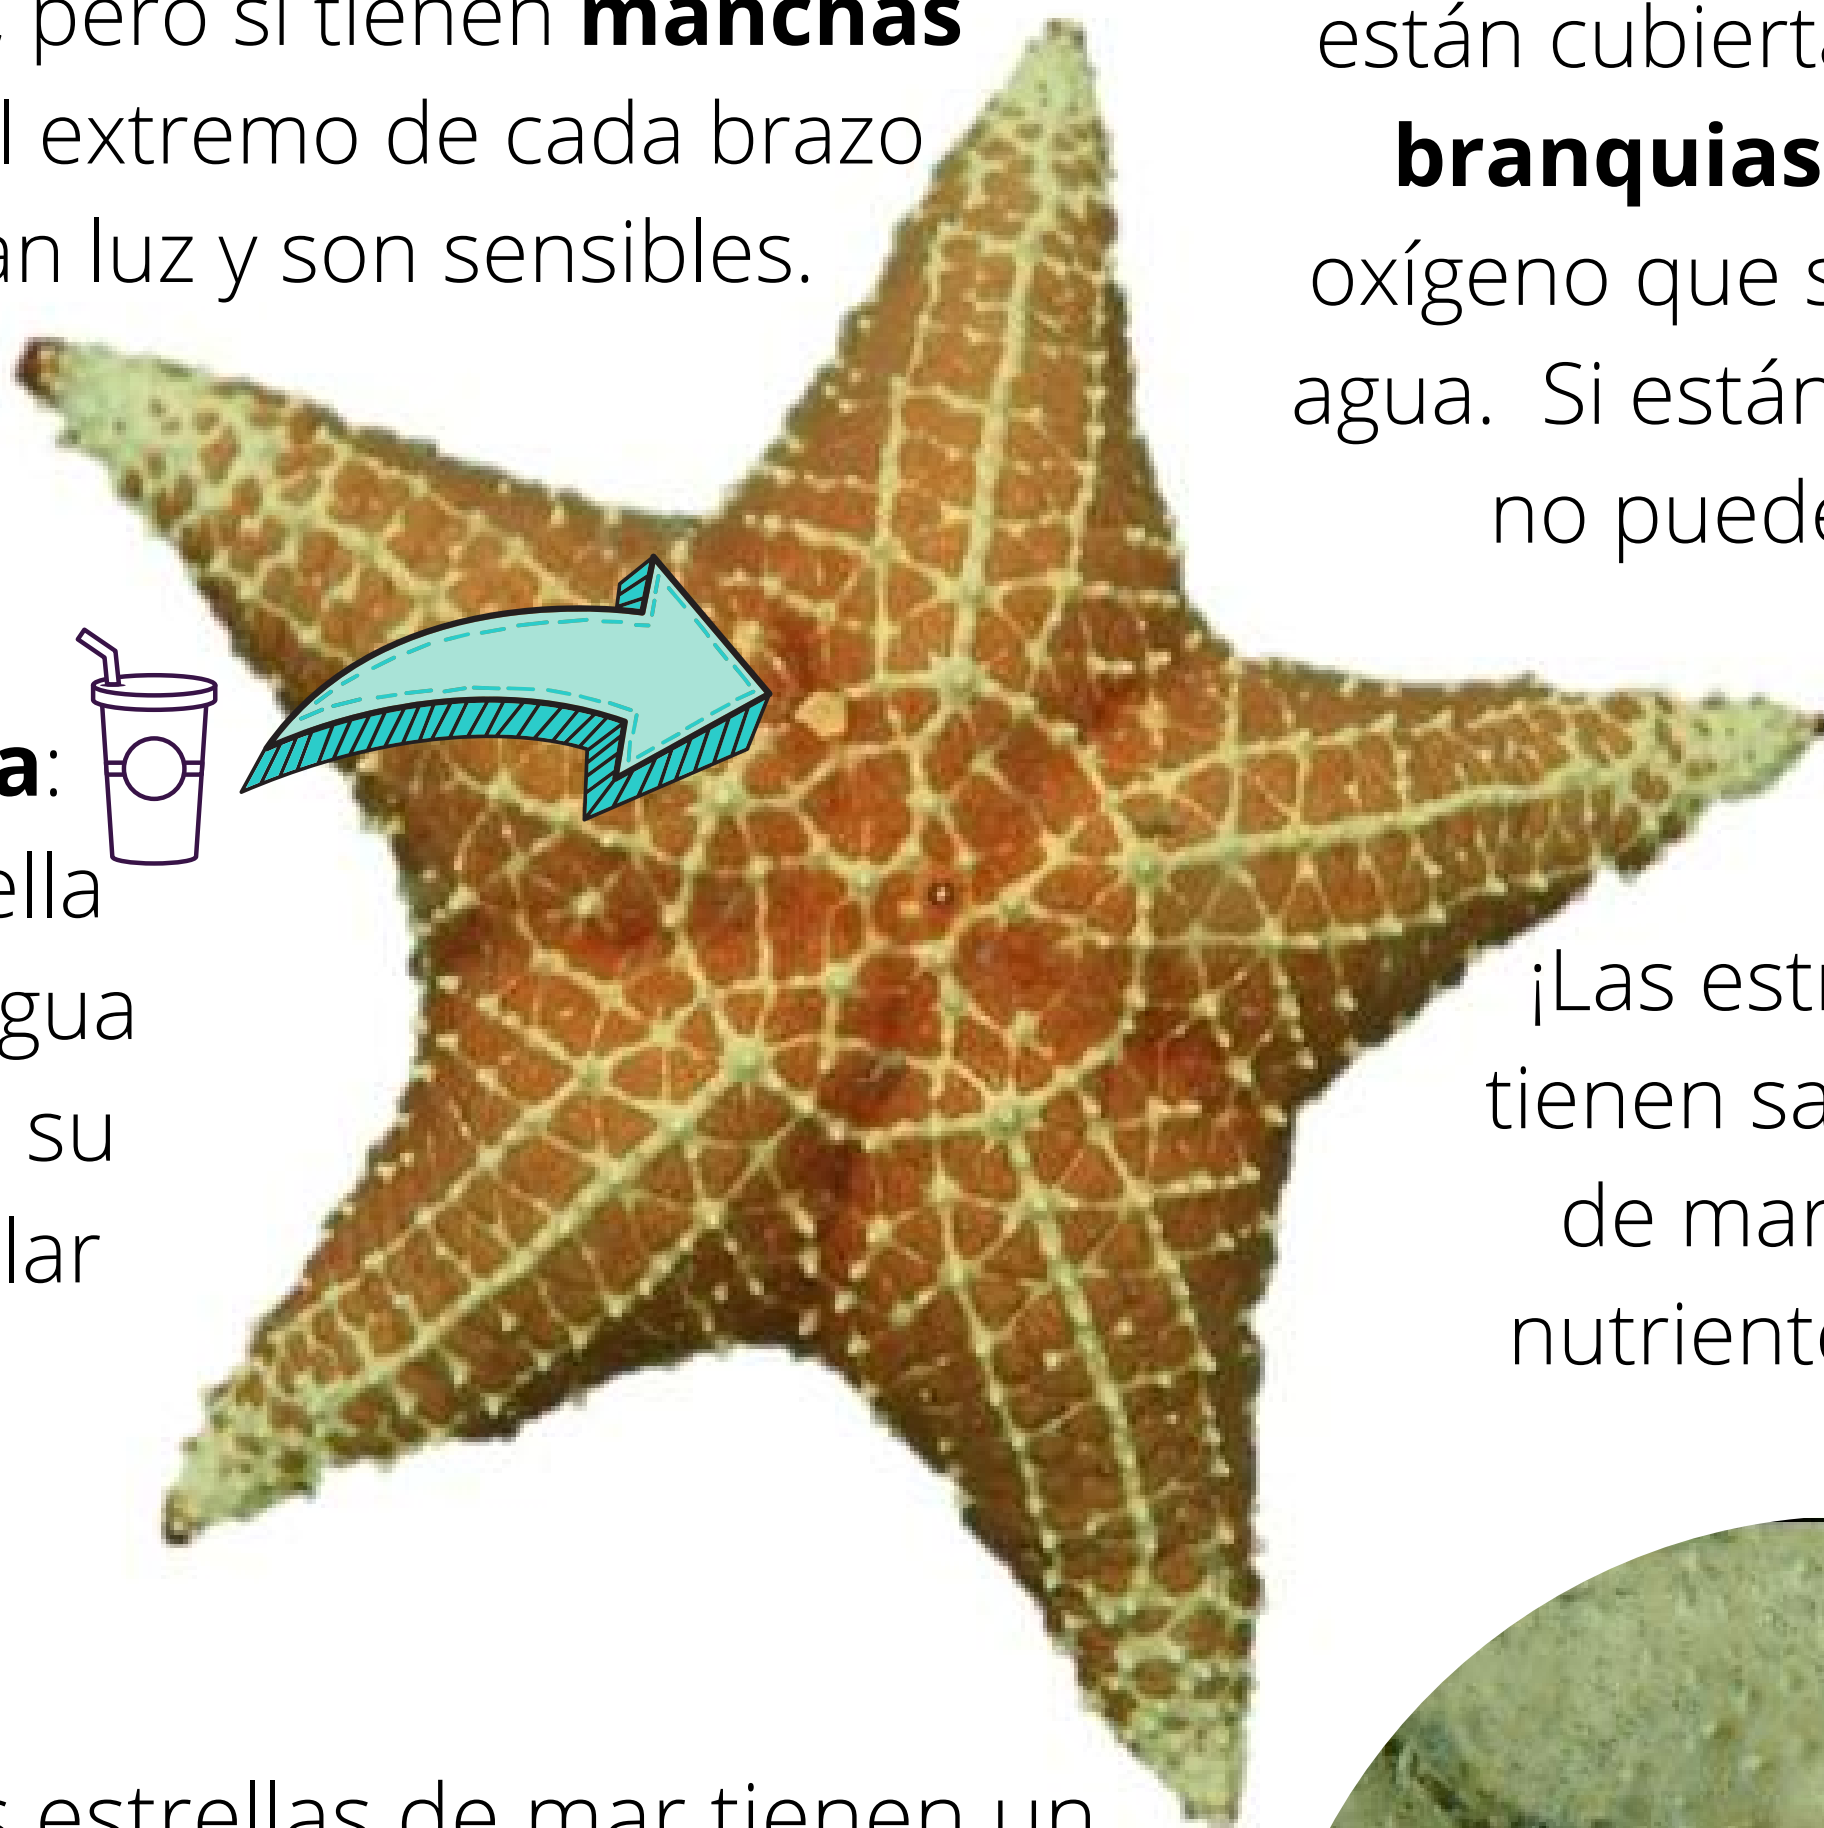 , pero sí tienen manchas
l extremo de cada brazo
an luz y son sensibles.
están cubierta
branquias
oxígeno que s
agua. Si están
no puede
a:
ella
gua
su
lar
¡Las estr
tienen sa
de mar
nutriente
s estrellas de mar tienen un